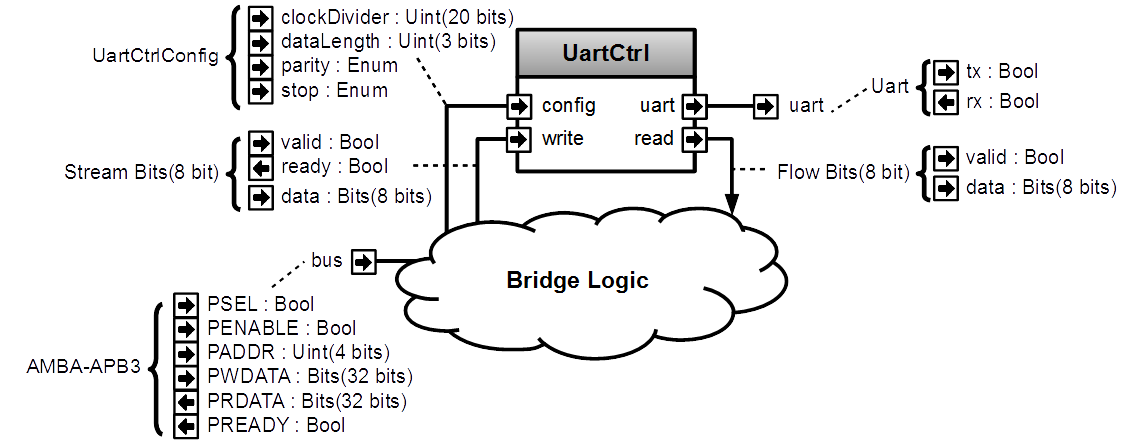 UartCtrlConfig
clockDivider : Uint(20 bits)
dataLength : Uint(3 bits)
parity : Enum
stop : Enum
UartCtrl
config
uart
write
read
uart
Uart
tx : Bool
rx : Bool
Stream Bits(8 bit)
valid : Bool
ready : Bool
data : Bits(8 bits)
Flow Bits(8 bit)
valid : Bool
data : Bits(8 bits)
bus
Bridge Logic
AMBA-APB3
PSEL : Bool
PENABLE : Bool
PADDR : Uint(4 bits)
PWDATA : Bits(32 bits)
PRDATA : Bits(32 bits)
PREADY : Bool